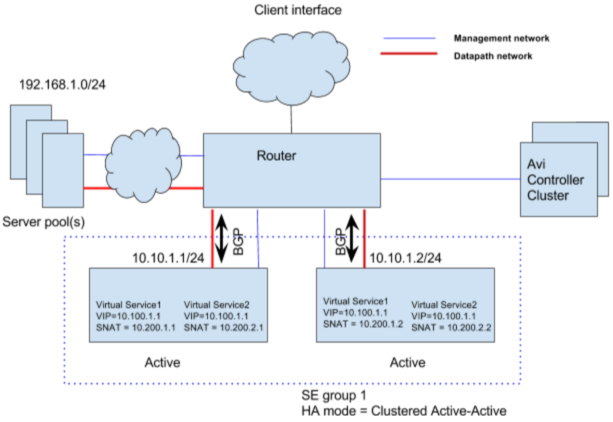 Client interface
Management network
Datapath network
192.168.1.0/24
Router
Avi
Controller
Cluster
Server pool(s)
BGP
BGP
10.10.1.1/24
10.10.1.2/24
Virtual Service1
VIP=10.100.1.1
SNAT = 10.200.1.1
Virtual Service2
VIP=10.100.1.1
SNAT = 10.200.2.1
Virtual Service1
VIP=10.100.1.1
SNAT = 10.200.1.2
Virtual Service2
VIP=10.100.1.1
SNAT = 10.200.2.2
Active
Active
SE group 1
HA mode = Clustered Active-Active